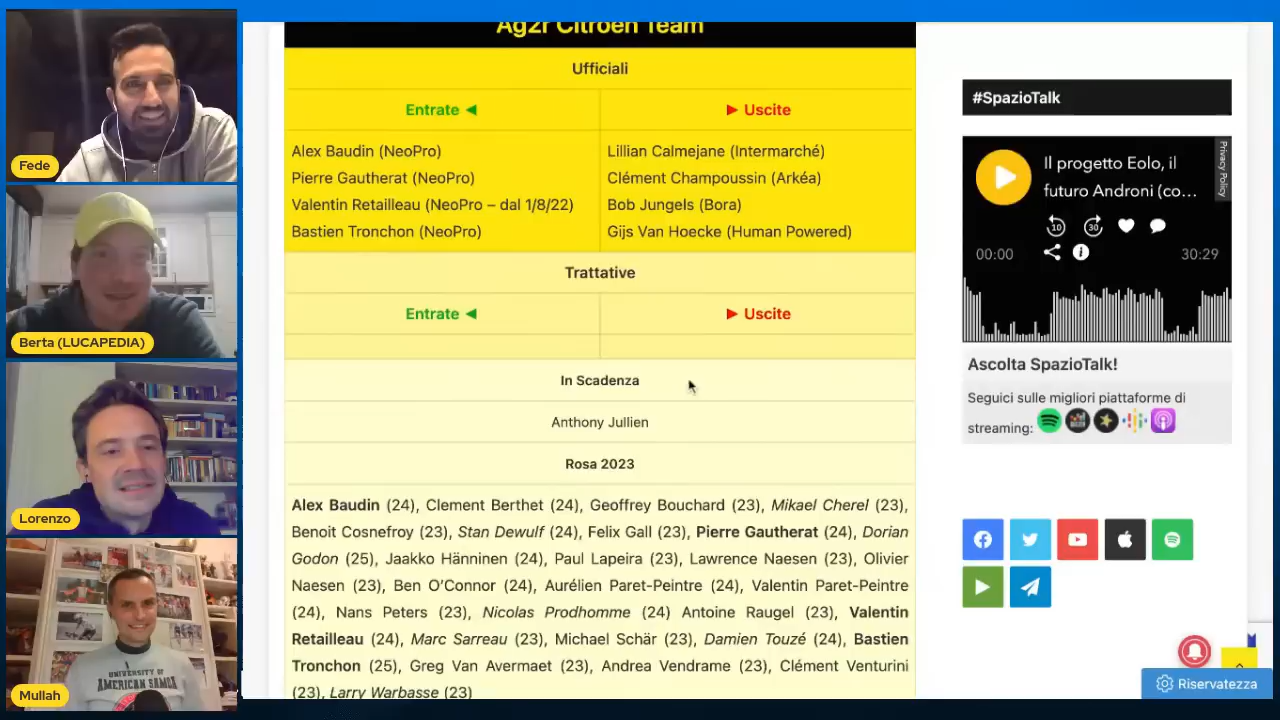 Fede
Berta (LUCAPEDIA)
Lorenzo
UNIVERSITY OF
AMERICAN SAMOA
Mullah
Ag2r Citroën Team
Ufficiali
Entrate ◄
► Uscite
Alex Baudin (NeoPro)
Pierre Gautherat (NeoPro)
Valentin Retailleau (NeoPro – dal 1/8/22)
Bastien Tronchon (NeoPro)
Lillian Calmejane (Intermarché)
Clément Champoussin (Arkéa)
Bob Jungels (Bora)
Gijs Van Hoecke (Human Powered)
Trattative
Entrate ◄
► Uscite
In Scadenza
Anthony Jullien
Rosa 2023
Alex Baudin (24), Clement Berthet (24), Geoffrey Bouchard (23), Mikael Cherel (23),
Benoit Cosnefroy (23), Stan Dewulf (24), Felix Gall (23), Pierre Gautherat (24), Dorian
Godon (25), Jaakko Hänninen (24), Paul Lapeira (23), Lawrence Naesen (23), Olivier
Naesen (23), Ben O'Connor (24), Aurélien Paret-Peintre (24), Valentin Paret-Peintre
(24), Nans Peters (23), Nicolas Prodhomme (24) Antoine Raugel (23), Valentin
Retailleau (24), Marc Sarreau (23), Michael Schär (23), Damien Touzé (24), Bastien
Tronchon (25), Greg Van Avermaet (23), Andrea Vendrame (23), Clément Venturini
(23), Larry Warbasse (23)
#SpazioTalk
Il progetto Eolo, il
futuro Androni (co...
Privacy Policy
10
30
00:00
30:29
Ascolta SpazioTalk!
Seguici sulle migliori piattaforme di
streaming:
Riservatezza